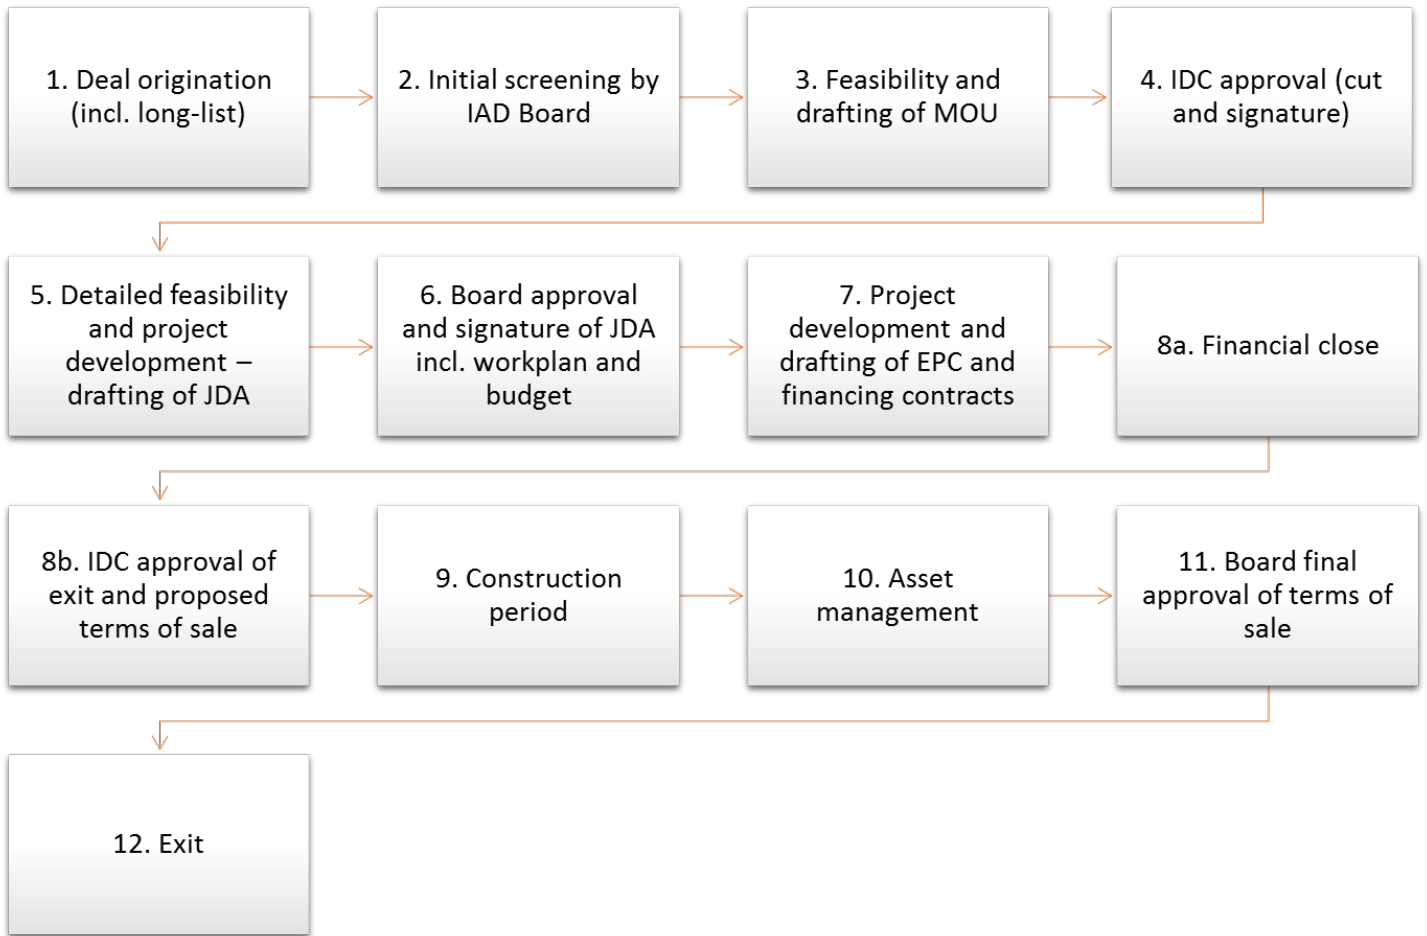 1. Deal origination
(incl. long-list)
2. Initial screening by
IAD Board
3. Feasibility and
drafting of MOU
4. IDC approval (cut
and signature)
5. Detailed feasibility
and project
development –
drafting of JDA
6. Board approval
and signature of JDA
incl. workplan and
budget
7. Project
development and
drafting of EPC and
financing contracts
8a. Financial close
8b. IDC approval of
exit and proposed
terms of sale
9. Construction
period
10. Asset
management
11. Board final
approval of terms of
sale
12. Exit